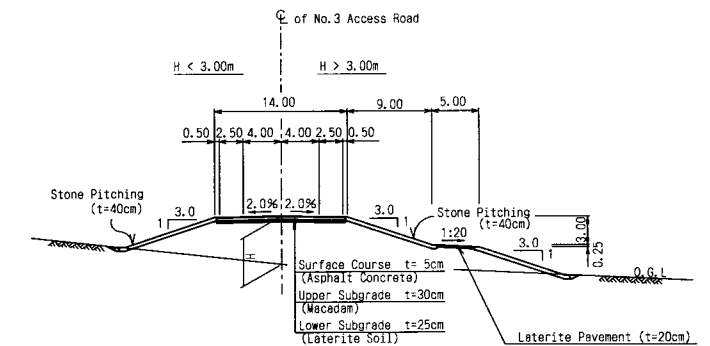 ℄ of No.3 Access Road
H < 3.00m
H > 3.00m
14.00
9.00
5.00
0.50
2.50
4.00
4.00
2.50
0.50
Stone Pitching
(t=40cm)
3.0
1
2.0%
2.0%
3.0
1
Stone Pitching
(t=40cm)
1:20
3.0
1
3.00
0.25
H
O.G.L
Surface Course t= 5cm
(Asphalt Concrete)
Upper Subgrade t=30cm
(Macadam)
Lower Subgrade t=25cm
(Laterite Soil)
Laterite Pavement (t=20cm)